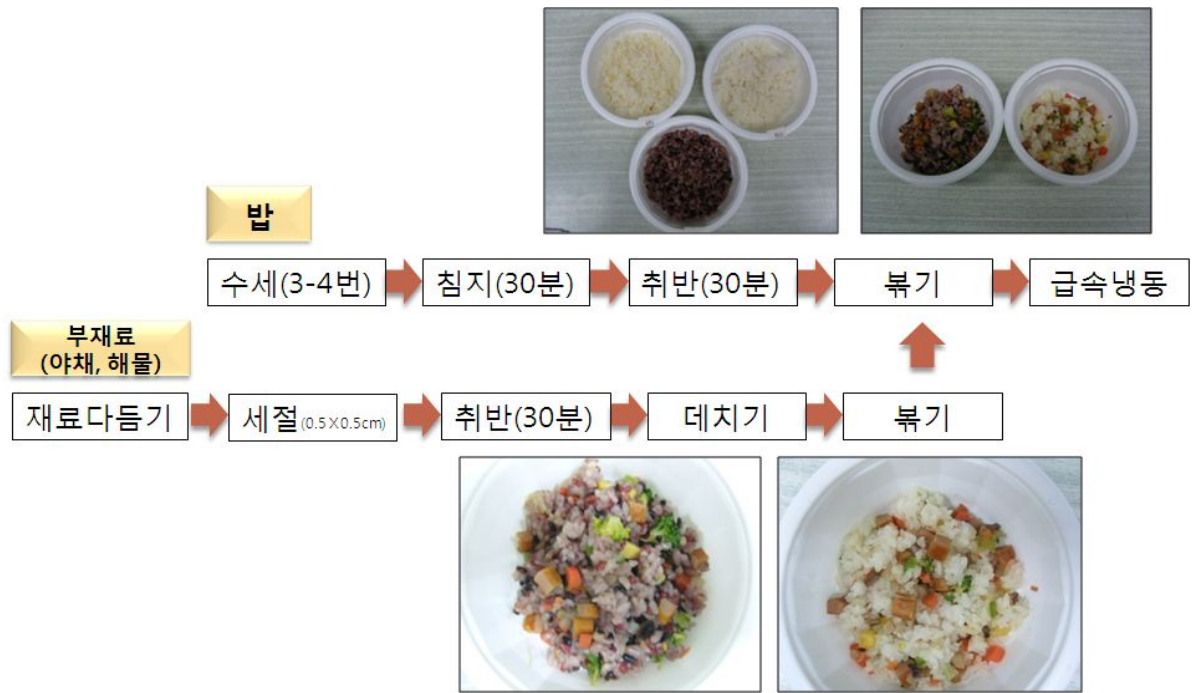 밥
수세(3-4번)
침지(30분)
취반(30분)
볶기
급속냉동
부재료
(야채, 해물)
재료다듬기
세절(0.5×0.5cm)
취반(30분)
데치기
볶기